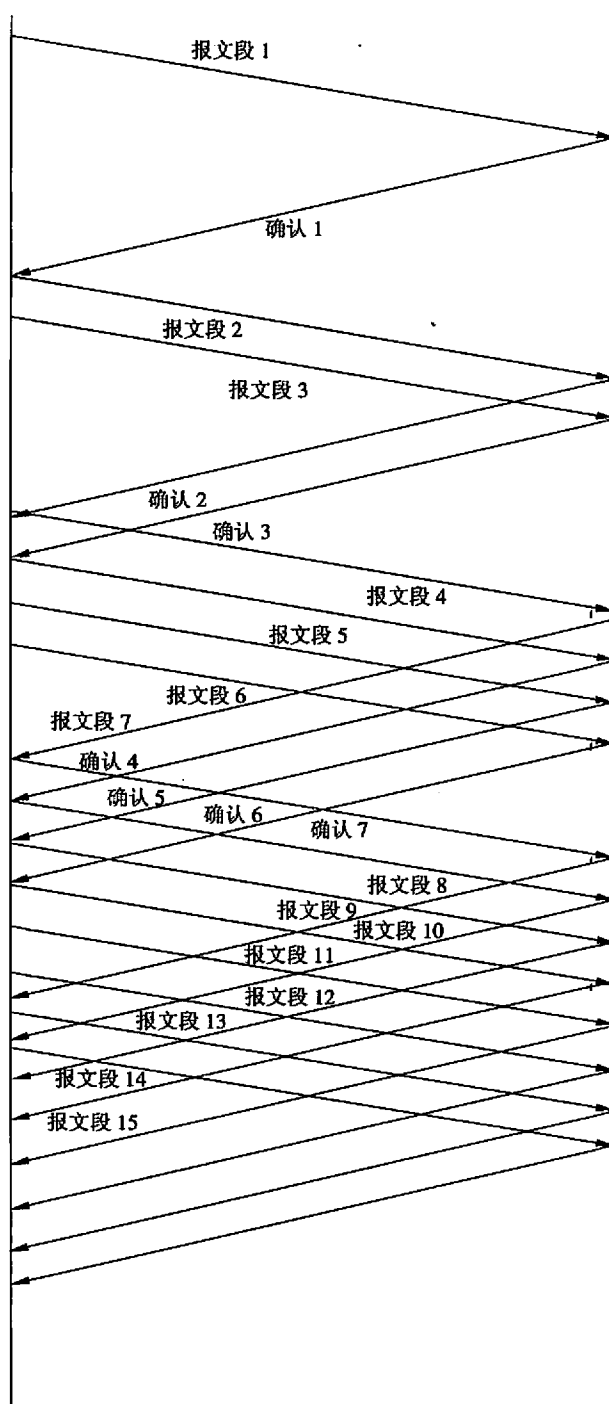 报文段 1
确认 1
报文段 2
报文段 3
确认 2
确认 3
报文段 4
报文段 5
报文段 6
报文段 7
确认 4
确认 5
确认 6
确认 7
报文段 8
报文段 9
报文段 10
报文段 11
报文段 12
报文段 13
报文段 14
报文段 15